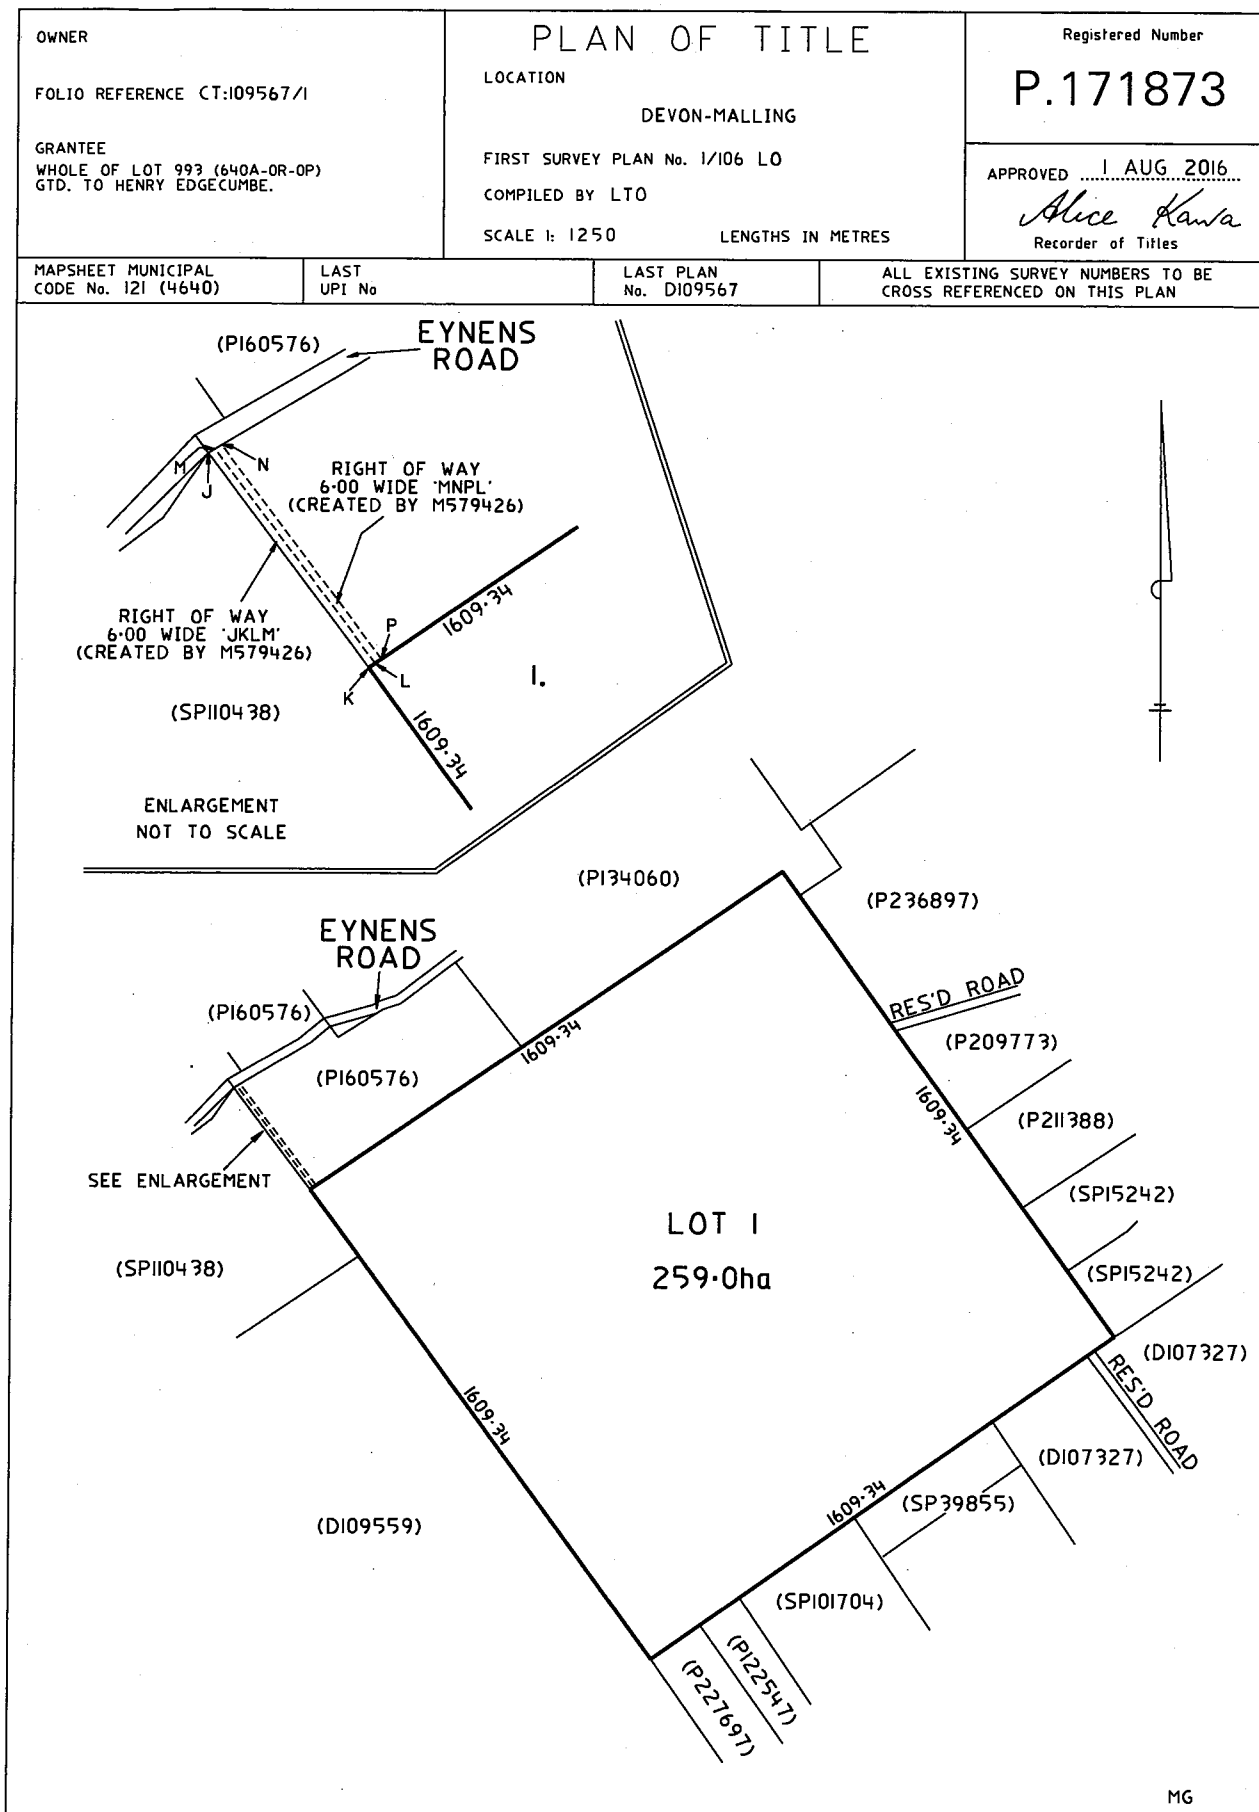 OWNER
FOLIO REFERENCE CT:109567/1
GRANTEE
WHOLE OF LOT 993 (640A-0R-0P)
GTD. TO HENRY EDGECUMBE.
PLAN OF TITLE
LOCATION
DEVON-MALLING
FIRST SURVEY PLAN No. 1/106 LO
COMPILED BY LTO
SCALE 1: 1250 LENGTHS IN METRES
Registered Number
P.171873
APPROVED 1 AUG 2016
Alice Kawa
Recorder of Titles
MAPSHEET MUNICIPAL
CODE No. 121 (4640)
LAST
UPI No
LAST PLAN
No. D109567
ALL EXISTING SURVEY NUMBERS TO BE
CROSS REFERENCED ON THIS PLAN
(P160576)
EYNENS
ROAD
M
N
J
RIGHT OF WAY
6·00 WIDE 'MNPL'
(CREATED BY M579426)
RIGHT OF WAY
6·00 WIDE 'JKLM'
(CREATED BY M579426)
1609·34
P
L
K
1.
(SP110438)
1609·34
ENLARGEMENT
NOT TO SCALE
(P134060)
(P236897)
EYNENS
ROAD
(P160576)
RES'D ROAD
1609·34
(P209773)
(P160576)
1609·34
(P211388)
SEE ENLARGEMENT
(SP15242)
LOT 1
259·0ha
(SP110438)
(SP15242)
(D107327)
RES'D ROAD
1609·34
(D107327)
1609·34
(SP39855)
(D109559)
(SP101704)
(P122547)
(P227697)
MG